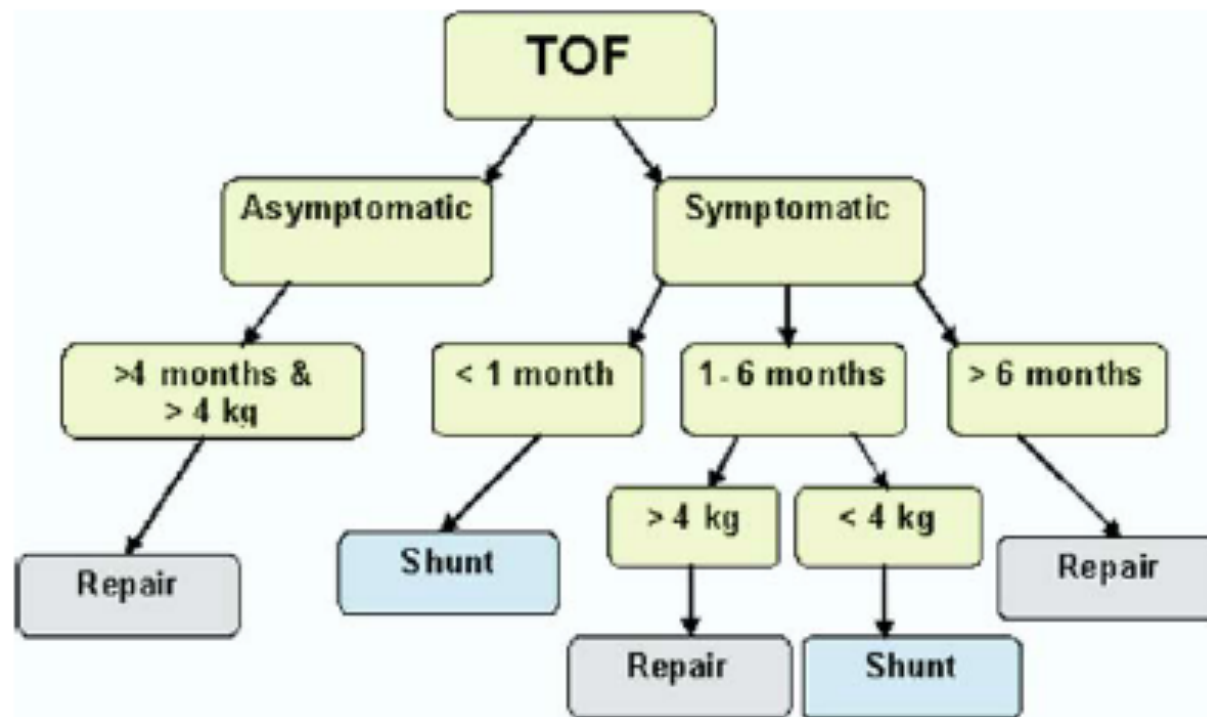 TOF
Asymptomatic
Symptomatic
>4 months &
> 4 kg
< 1 month
1- 6 months
> 6 months
> 4 kg
< 4 kg
Repair
Shunt
Repair
Repair
Shunt